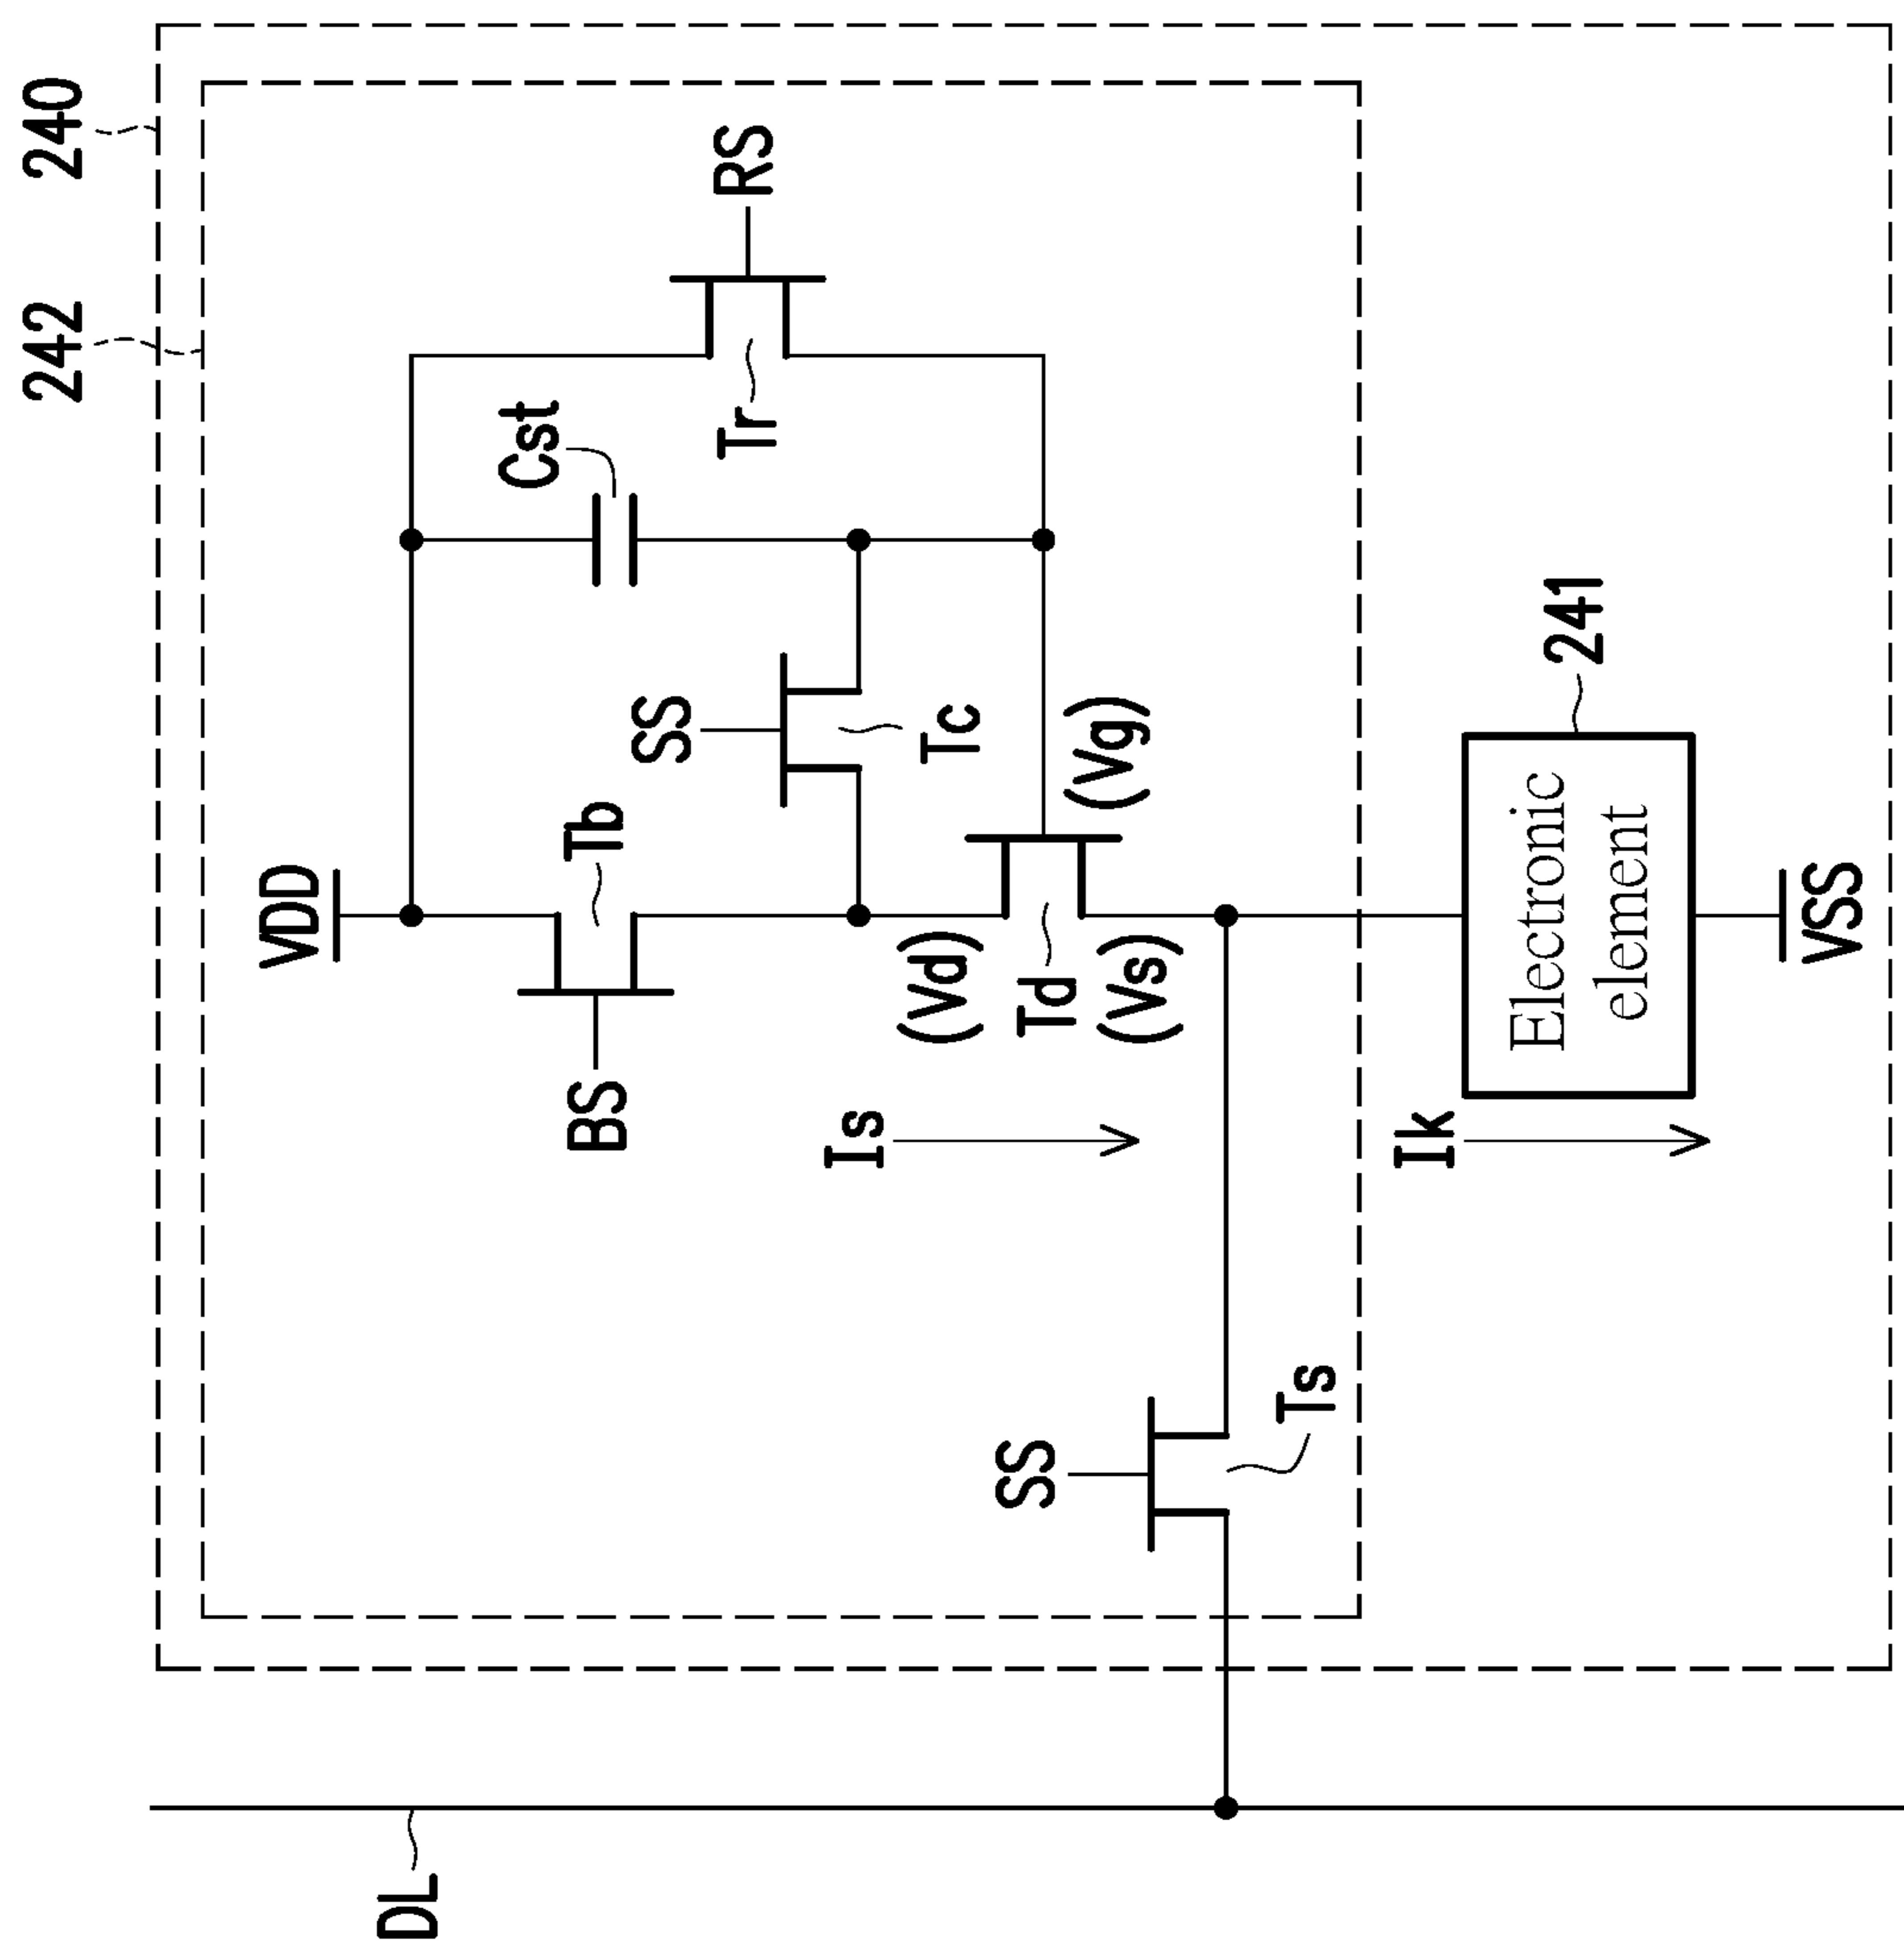 240
242
VDD
BS
Tb
Cst
RS
Tr
SS
Tc
Is
(Vd)
Td
(Vs)
(Vg)
SS
Ts
Ik
Electronic
element
241
VSS
DL